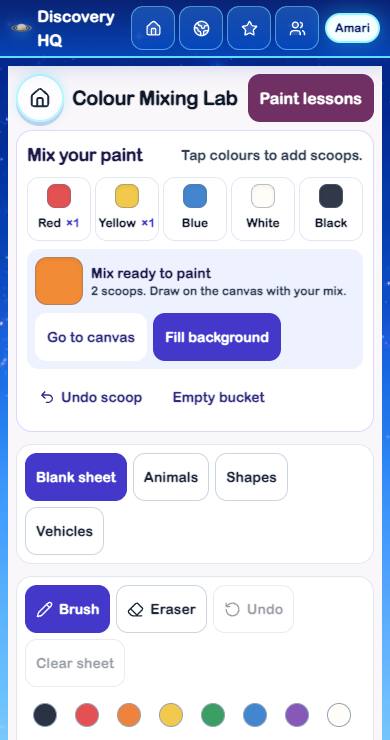 Discovery
HQ
Amari
Colour Mixing Lab
Paint lessons
Mix your paint
Tap colours to add scoops.
Red ×1
Yellow ×1
Blue
White
Black
Mix ready to paint
2 scoops. Draw on the canvas with your mix.
Go to canvas
Fill background
Undo scoop
Empty bucket
Blank sheet
Animals
Shapes
Vehicles
Brush
Eraser
Undo
Clear sheet